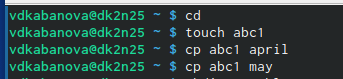 vdkabanova@dk2n25 ~ $ cd
vdkabanova@dk2n25 ~ $ touch abc1
vdkabanova@dk2n25 ~ $ cp abc1 april
vdkabanova@dk2n25 ~ $ cp abc1 may